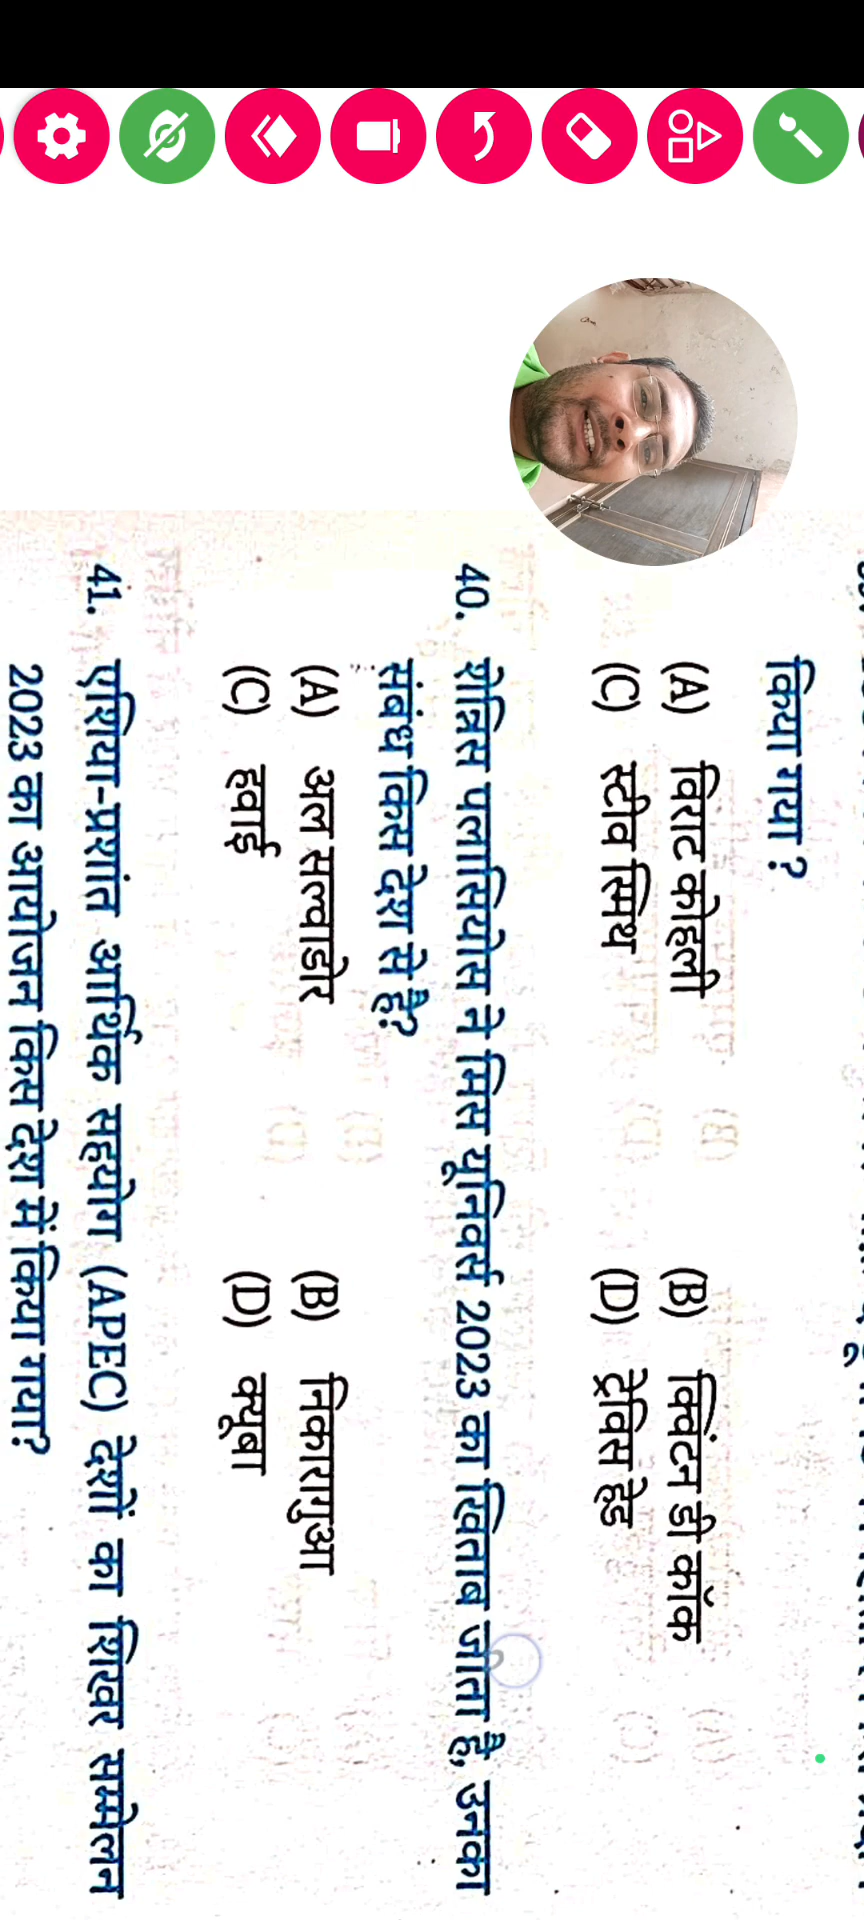 किया गया ?
(A) विराट कोहली (B) क्विंटन डी कॉक
(C) स्टीव स्मिथ (D) ट्रेविस हेड
40. शेन्निस पलासियोस ने मिस यूनिवर्स 2023 का खिताब जीता है, उनका
संबंध किस देश से है?
(A) अल सल्वाडोर (B) निकारागुआ
(C) हवाई (D) क्यूबा
41. एशिया-प्रशांत आर्थिक सहयोग (APEC) देशों का शिखर सम्मेलन
2023 का आयोजन किस देश में किया गया?